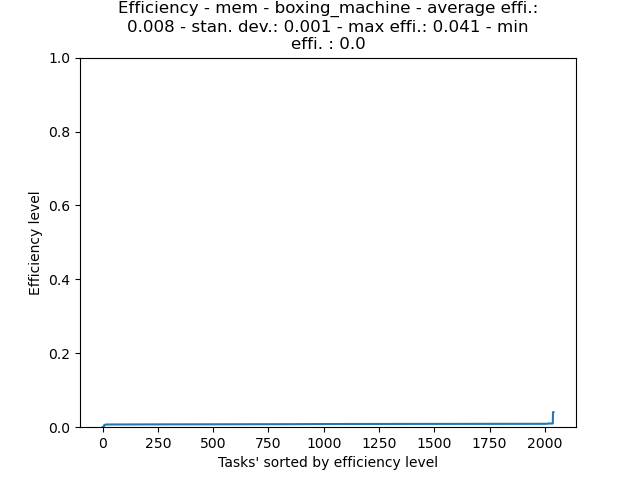 Efficiency - mem - boxing_machine - average effi.:
0.008 - stan. dev.: 0.001 - max effi.: 0.041 - min
effi. : 0.0
1.0
0.8
0.6
0.4
0.2
0.0
Efficiency level
0 250 500 750 1000 1250 1500 1750 2000
Tasks' sorted by efficiency level